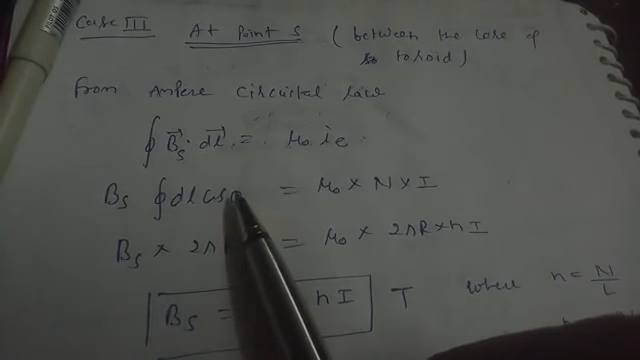 Case III At Point S (between the core of toroid)
From Ampere Circuital law
∮ B⃗s . dl⃗ = μ₀ ie
Bs ∮ dl cos = μ₀ × N × I
Bs × 2πR = μ₀ × 2πR × n I
Bs = n I T where n = N/L